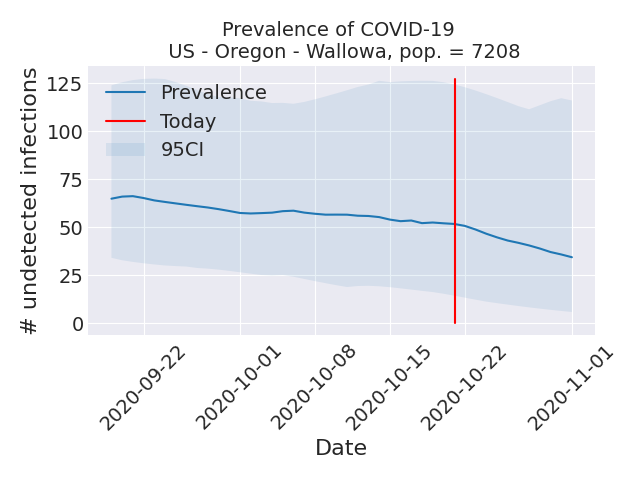 Prevalence of COVID-19
US - Oregon - Wallowa, pop. = 7208
# undetected infections
125
100
75
50
25
0
Prevalence
Today
95CI
2020-09-22
2020-10-01
2020-10-08
2020-10-15
2020-10-22
2020-11-01
Date